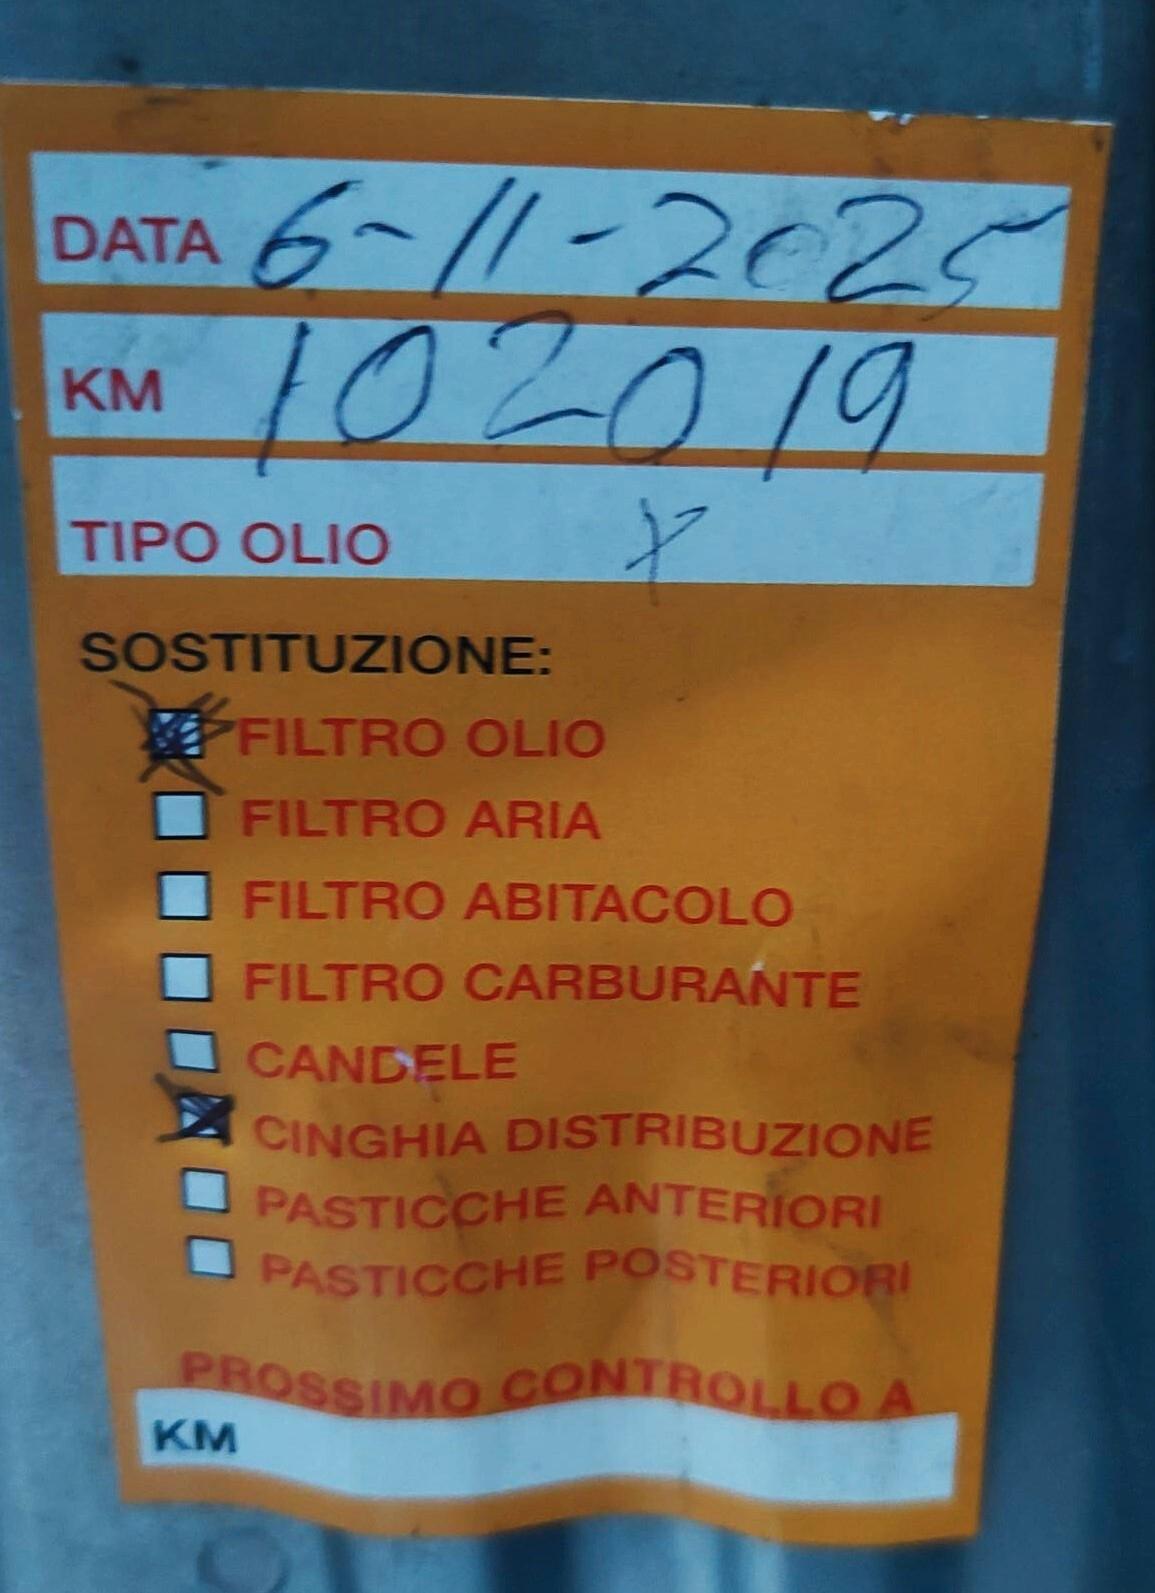 DATA 6-11-2025
KM 102019
TIPO OLIO X
SOSTITUZIONE:
FILTRO OLIO
FILTRO ARIA
FILTRO ABITACOLO
FILTRO CARBURANTE
CANDELE
CINGHIA DISTRIBUZIONE
PASTICCHE ANTERIORI
PASTICCHE POSTERIORI
PROSSIMO CONTROLLO A
KM